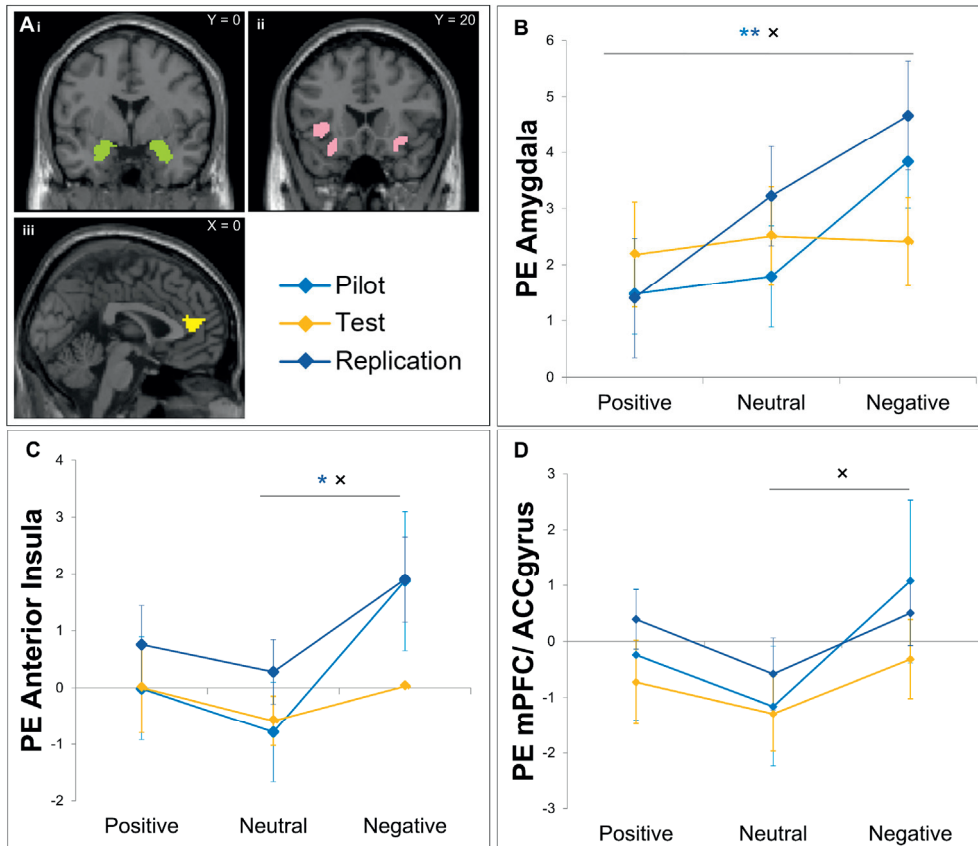 A i
Y = 0
ii
Y = 20
iii
X = 0
Pilot
Test
Replication
B
** ×
PE Amygdala
6
5
4
3
2
1
0
Positive Neutral Negative
C
* ×
PE Anterior Insula
4
3
2
1
0
-1
-2
Positive Neutral Negative
D
×
PE mPFC/ ACCgyrus
3
2
1
0
-1
-2
-3
Positive Neutral Negative